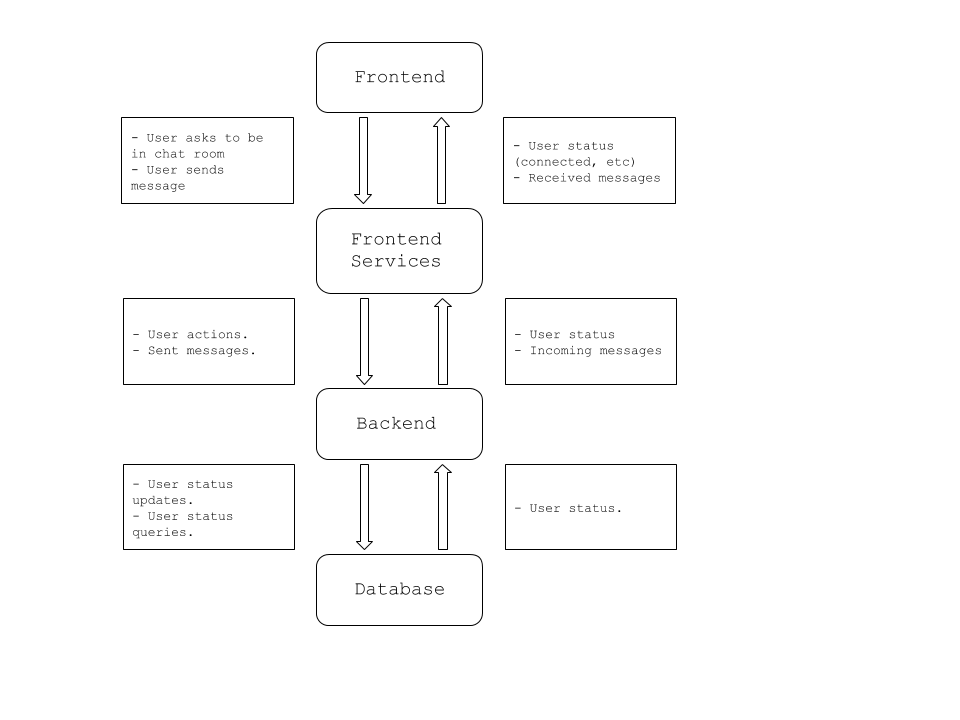 Frontend
- User asks to be
in chat room
- User sends
message
- User status
(connected, etc)
- Received messages
Frontend
Services
- User actions.
- Sent messages.
- User status
- Incoming messages
Backend
- User status
updates.
- User status
queries.
- User status.
Database